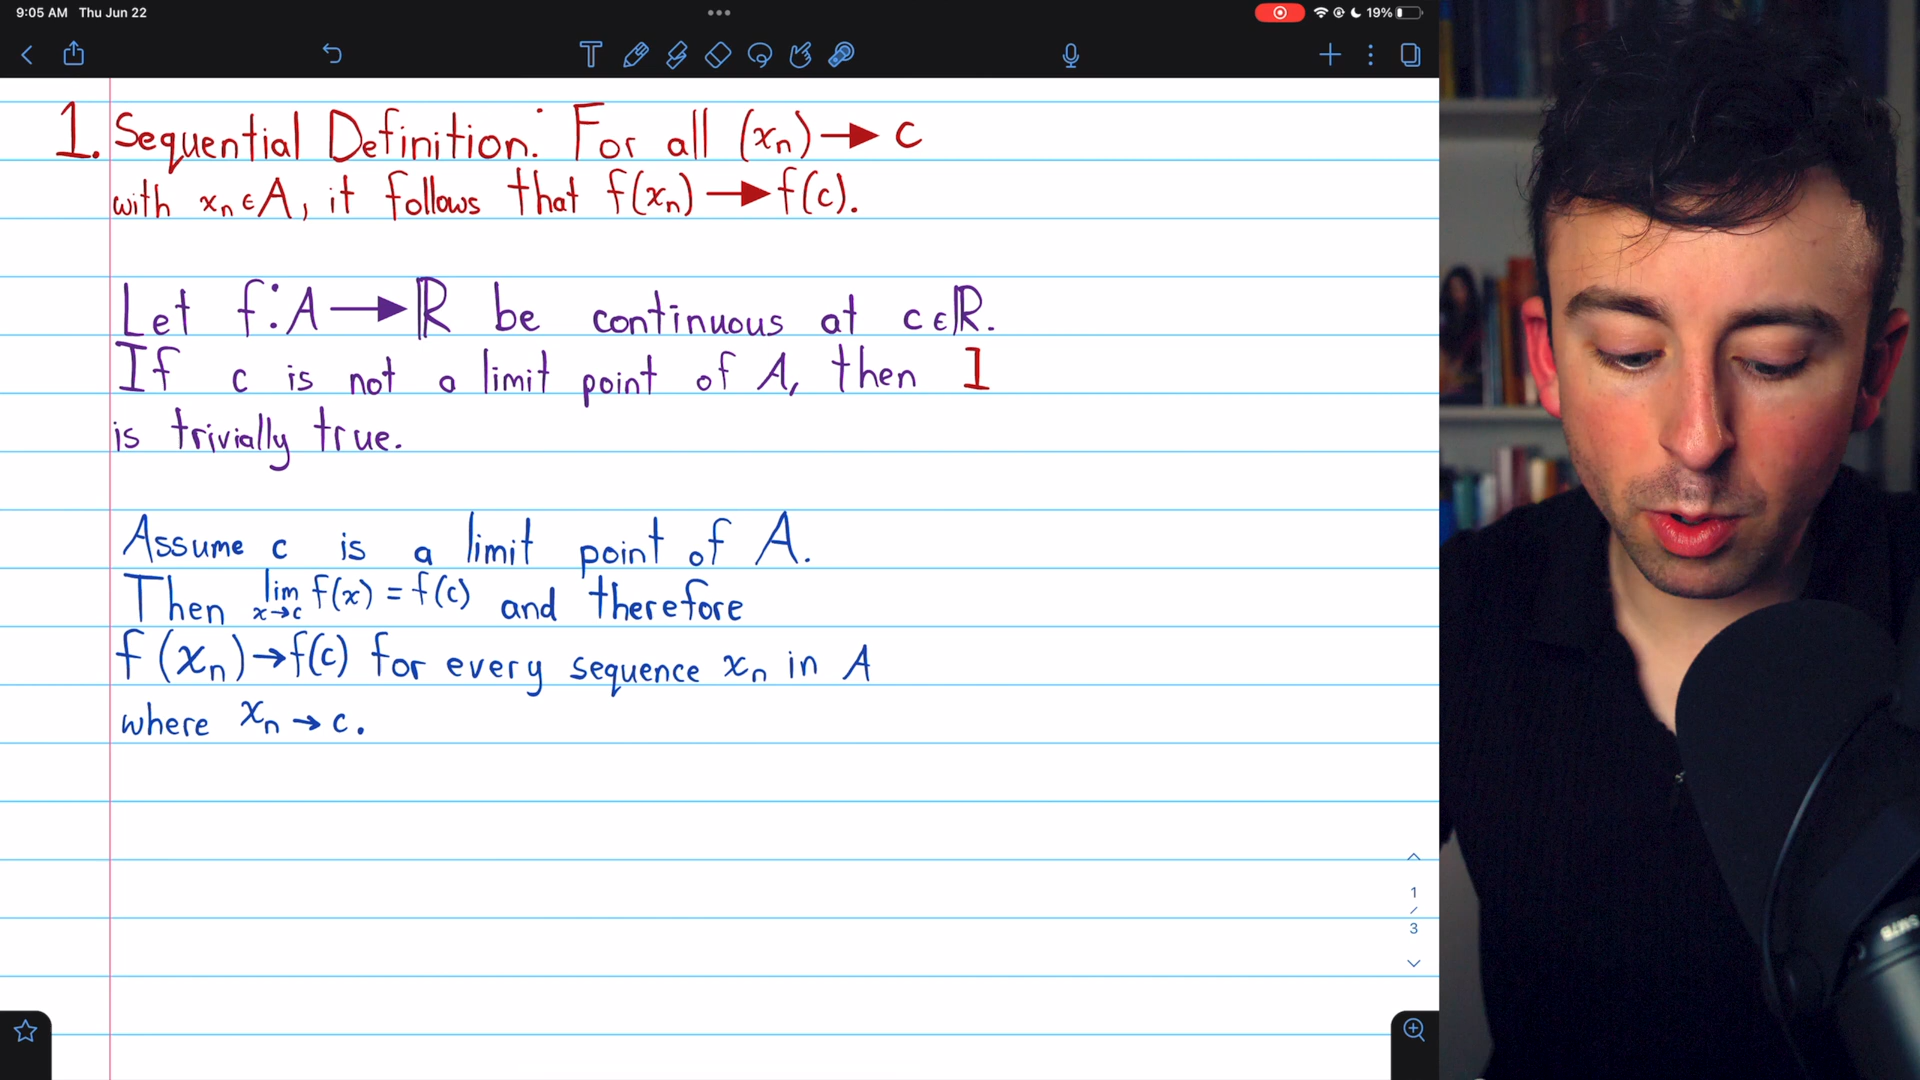 9:05 AM Thu Jun 22
19%
1. Sequential Definition: For all (xₙ) → c
with xₙ ∈ A, it follows that f(xₙ) → f(c).
Let f: A → ℝ be continuous at c ∈ ℝ.
If c is not a limit point of A, then 1
is trivially true.
Assume c is a limit point of A.
Then lim x→c f(x) = f(c) and therefore
f(xₙ) → f(c) for every sequence xₙ in A
where xₙ → c.
1
/
3